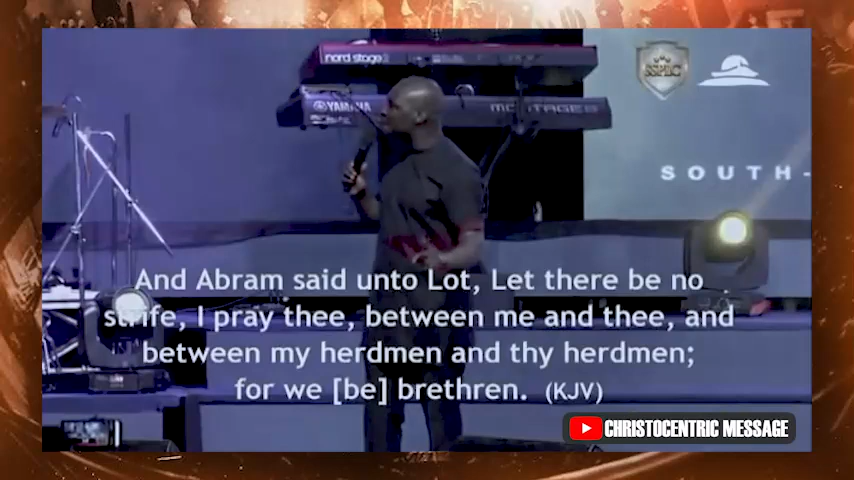 nord stage
SSPEC
YAMAHA
MONTAGE8
SOUTH-
And Abram said unto Lot, Let there be no
strife, I pray thee, between me and thee, and
between my herdmen and thy herdmen;
for we [be] brethren. (KJV)
CHRISTOCENTRIC MESSAGE